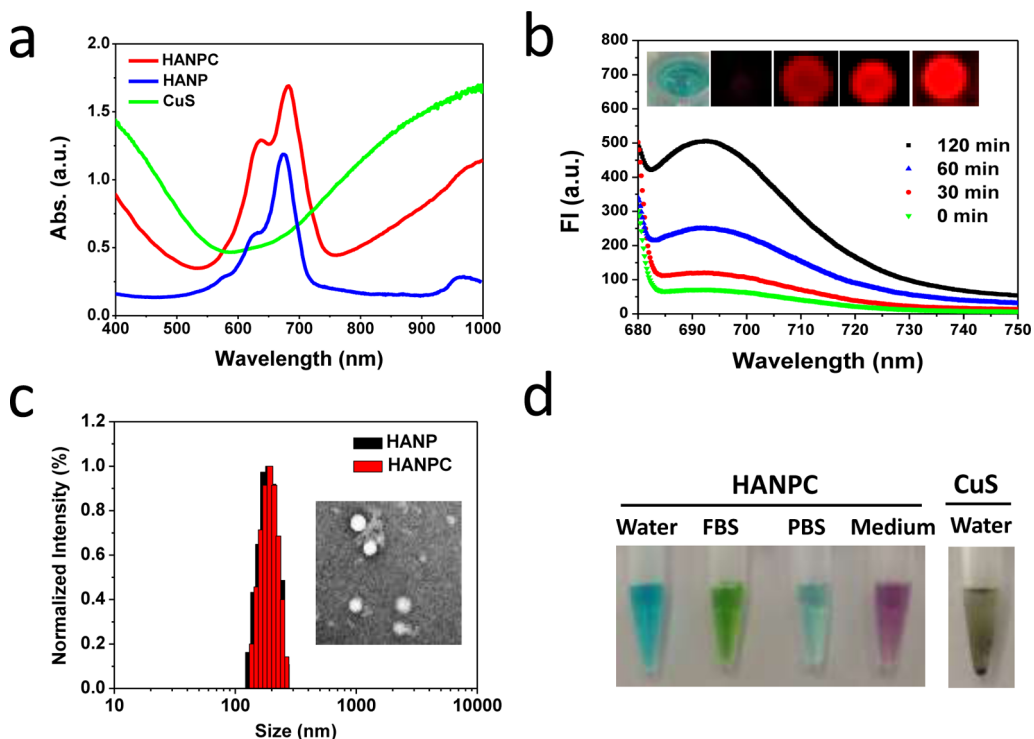 a
HANPC
HANP
CuS
2.0
1.5
1.0
0.5
0.0
Abs. (a.u.)
400 500 600 700 800 900 1000
Wavelength (nm)
b
800
700
600
500
400
300
200
100
0
FI (a.u.)
120 min
60 min
30 min
0 min
680 690 700 710 720 730 740 750
Wavelength (nm)
c
1.2
1.0
0.8
0.6
0.4
0.2
0.0
Normalized Intensity (%)
HANP
HANPC
10 100 1000 10000
Size (nm)
d
HANPC CuS
Water FBS PBS Medium Water